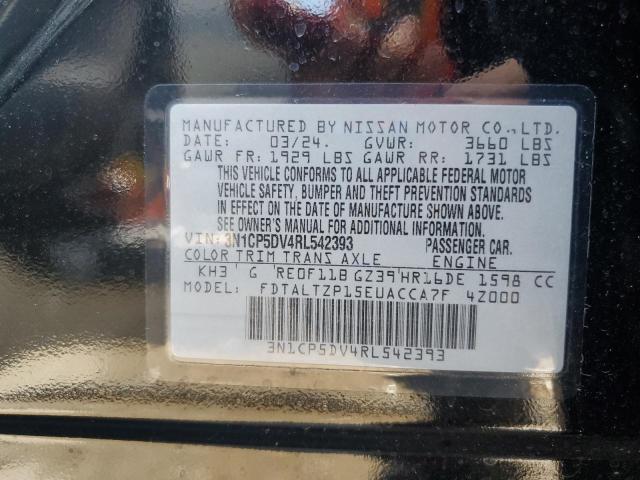 MANUFACTURED BY NISSAN MOTOR CO.,LTD.
DATE: 03/24. GVWR: 3660 LBS
GAWR FR: 1929 LBS GAWR RR: 1731 LBS
THIS VEHICLE CONFORMS TO ALL APPLICABLE FEDERAL MOTOR
VEHICLE SAFETY, BUMPER AND THEFT PREVENTION STANDARDS
IN EFFECT ON THE DATE OF MANUFACTURE SHOWN ABOVE.
SEE OWNER'S MANUAL FOR ADDITIONAL INFORMATION.
VIN: 3N1CP5DV4RL542393 PASSENGER CAR.
COLOR TRIM TRANS AXLE ENGINE
KH3 G RE0F11B GZ39 HR16DE 1598 CC
FDTALTZP15EUACCA7F 4Z000
3N1CP5DV4RL542393